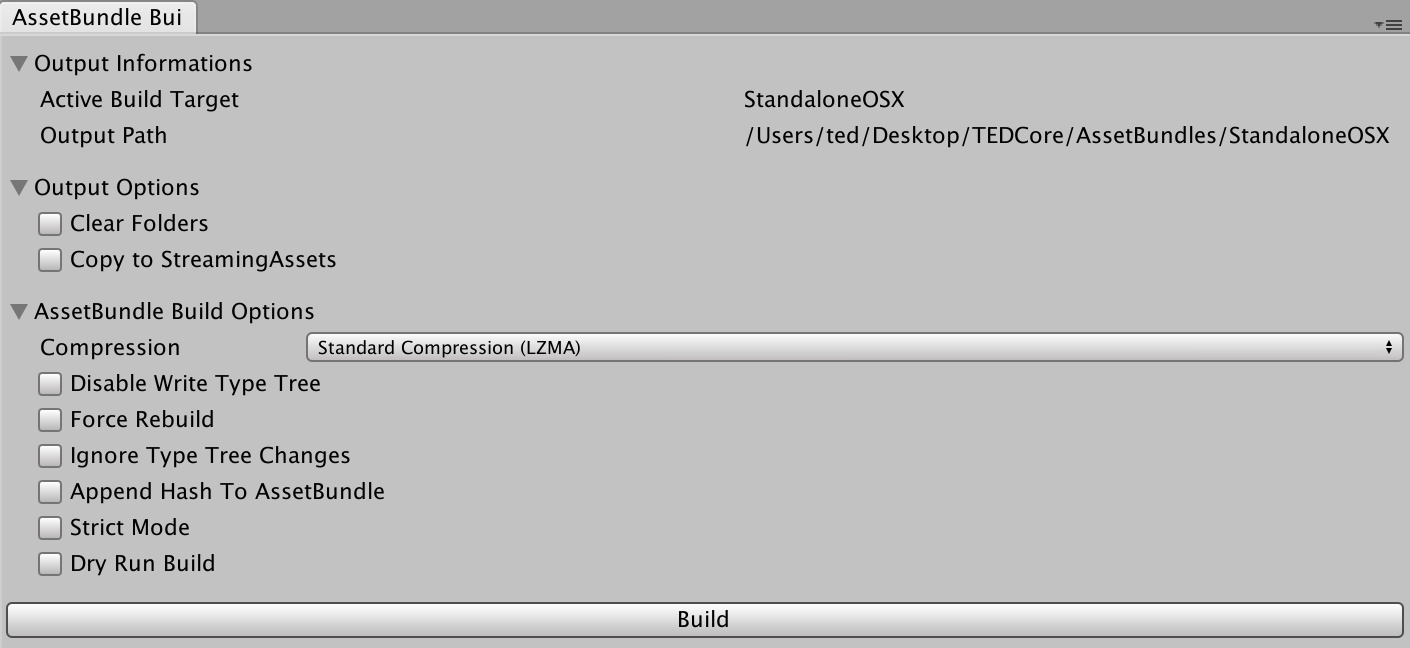 AssetBundle Bui
Output Informations
Active Build Target StandaloneOSX
Output Path /Users/ted/Desktop/TEDCore/AssetBundles/StandaloneOSX
Output Options
Clear Folders
Copy to StreamingAssets
AssetBundle Build Options
Compression Standard Compression (LZMA)
Disable Write Type Tree
Force Rebuild
Ignore Type Tree Changes
Append Hash To AssetBundle
Strict Mode
Dry Run Build
Build